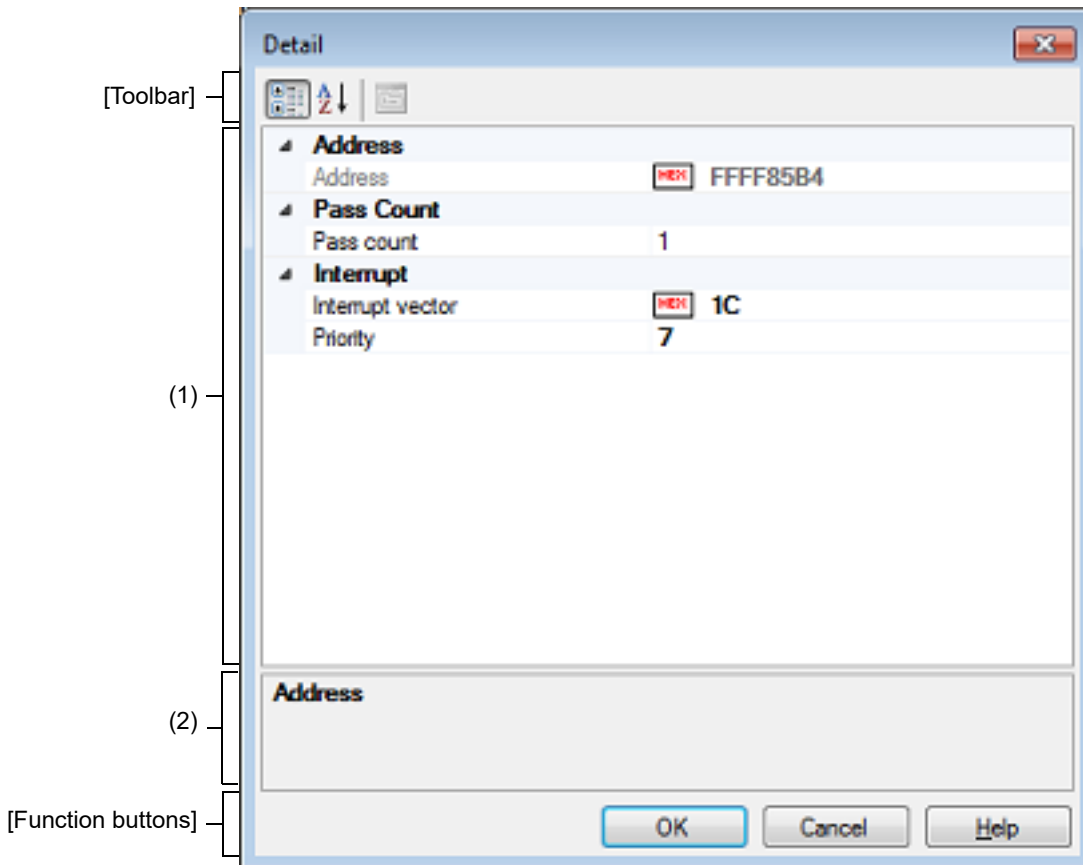 Detail
[Toolbar]
Address
Address HEX FFFF85B4
Pass Count
Pass count 1
Interrupt
Interrupt vector HEX 1C
Priority 7
(1)
Address
(2)
[Function buttons]
OK Cancel Help